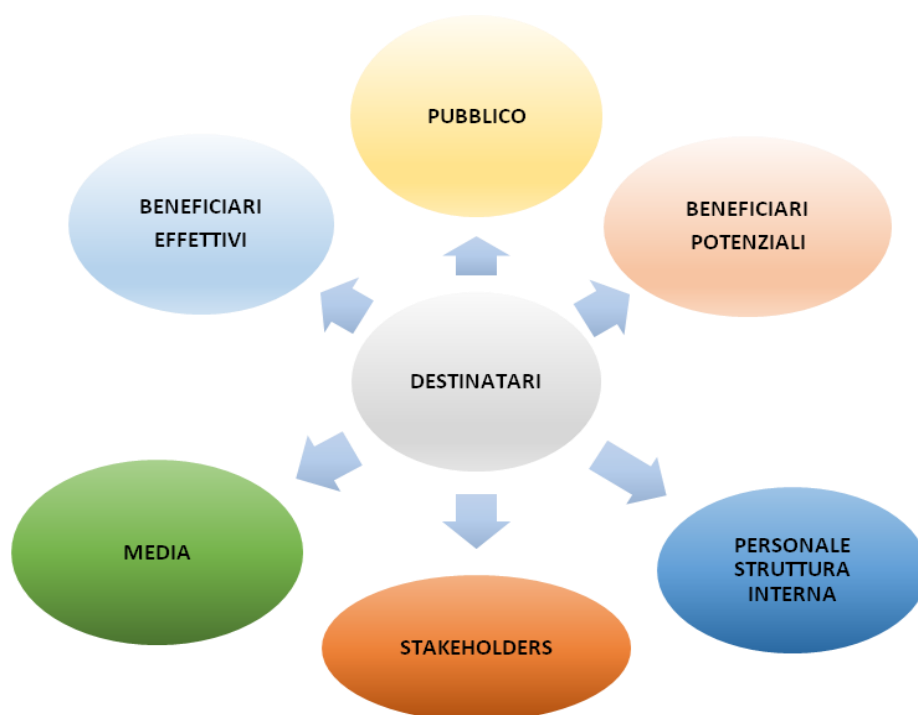 PUBBLICO
BENEFICIARI
EFFETTIVI
BENEFICIARI
POTENZIALI
DESTINATARI
MEDIA
PERSONALE
STRUTTURA
INTERNA
STAKEHOLDERS